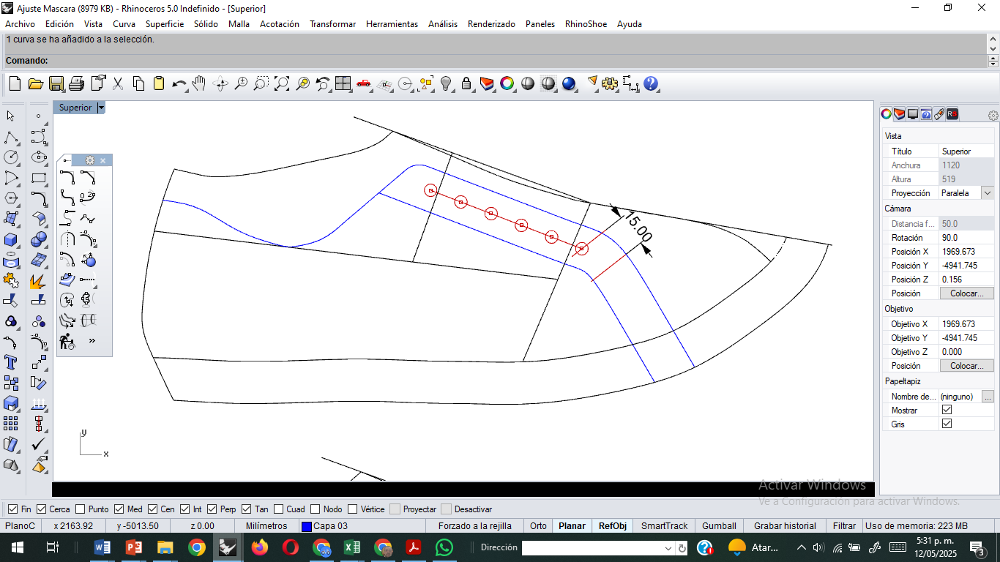 Ajuste Mascara (8979 KB) - Rhinoceros 5.0 Indefinido - [Superior]
Archivo Edición Vista Curva Superficie Sólido Malla Acotación Transformar Herramientas Análisis Renderizado Paneles RhinoShoe Ayuda
1 curva se ha añadido a la selección.
Comando:
Superior
15.00
y
x
Vista
Título Superior
Anchura 1120
Altura 519
Proyección Paralela
Cámara
Distancia f... 50.0
Rotación 90.0
Posición X 1969.673
Posición Y -4941.745
Posición Z 0.156
Posición Colocar...
Objetivo
Objetivo X 1969.673
Objetivo Y -4941.745
Objetivo Z 0.000
Posición Colocar...
Papeltapiz
Nombre de... (ninguno) ...
Mostrar
Gris
Activar Windows
Ve a Configuración para activar Windows.
Fin Cerca Punto Med Cen Int Perp Tan Cuad Nodo Vértice Proyectar Desactivar
PlanoC x 2163.92 y -5013.50 z 0.00 Milímetros Capa 03 Forzado a la rejilla Orto Planar RefObj SmartTrack Gumball Grabar historial Filtrar Uso de memoria: 223 MB
Dirección Atar... 5:31 p. m.
12/05/2025
3